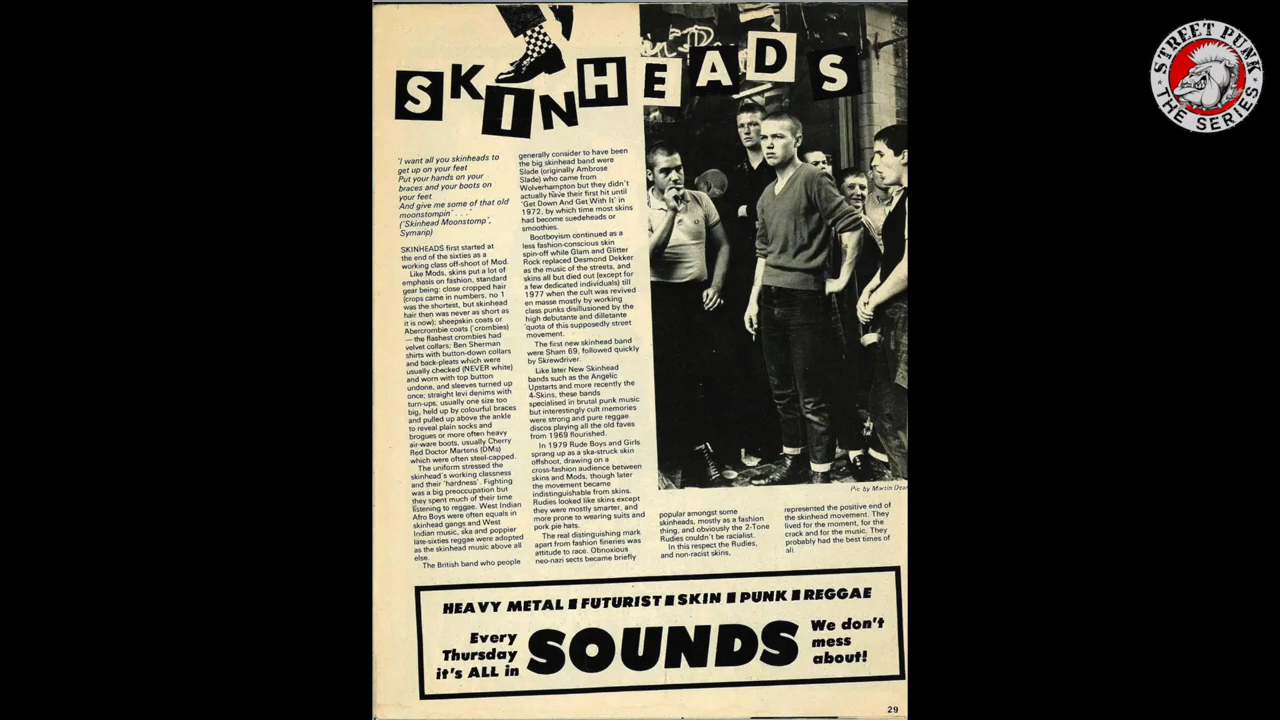 SKINHEADS
STREET PUNK
THE SERIES
'I want all you skinheads to
get up on your feet
Put your hands on your
braces and your boots on
your feet
And give me some of that old
moonstompin' . . .'
('Skinhead Moonstomp',
Symarip)
SKINHEADS first started at
the end of the sixties as a
working class off-shoot of Mod.
Like Mods, skins put a lot of
emphasis on fashion, standard
gear being: close cropped hair
(crops came in numbers, no 1
was the shortest, but skinhead
hair then was never as short as
it is now); sheepskin coats or
Abercrombie coats ('crombies)
— the flashest crombies had
velvet collars; Ben Sherman
shirts with button-down collars
and back-pleats which were
usually checked (NEVER white)
and worn with top button
undone, and sleeves turned up
once; straight levi denims with
turn-ups, usually one size too
big, held up by colourful braces
and pulled up above the ankle
to reveal plain socks and
brogues or more often heavy
air-ware boots, usually Cherry
Red Doctor Martens (DMs)
which were often steel-capped.
The uniform stressed the
skinhead's working classness
and their 'hardness'. Fighting
was a big preoccupation but
they spent much of their time
listening to reggae. West Indian
Afro Boys were often equals in
skinhead gangs and West
Indian music, ska and poppier
late-sixties reggae were adopted
as the skinhead music above all
else.
The British band who people
generally consider to have been
the big skinhead band were
Slade (originally Ambrose
Slade) who came from
Wolverhampton but they didn't
actually have their first hit until
'Get Down And Get With It' in
1972, by which time most skins
had become suedeheads or
smoothies.
Bootboyism continued as a
less fashion-conscious skin
spin-off while Glam and Glitter
Rock replaced Desmond Dekker
as the music of the streets, and
skins all but died out (except for
a few dedicated individuals) till
1977 when the cult was revived
en masse mostly by working
class punks disillusioned by the
high debutante and dilletante
quota of this supposedly street
movement.
The first new skinhead band
were Sham 69, followed quickly
by Skrewdriver.
Like later New Skinhead
bands such as the Angelic
Upstarts and more recently the
4-Skins, these bands
specialised in brutal punk music
but interestingly cult memories
were strong and pure reggae
discos playing all the old faves
from 1969 flourished.
In 1979 Rude Boys and Girls
sprang up as a ska-struck skin
offshoot, drawing on a
cross-fashion audience between
skins and Mods, though later
the movement became
indistinguishable from skins.
Rudies looked like skins except
they were mostly smarter, and
more prone to wearing suits and
pork pie hats.
The real distinguishing mark
apart from fashion fineries was
attitude to race. Obnoxious
neo-nazi sects became briefly
Pic by Martin Dean
popular amongst some
skinheads, mostly as a fashion
thing, and obviously the 2-Tone
Rudies couldn't be racialist.
In this respect the Rudies,
and non-racist skins,
represented the positive end of
the skinhead movement. They
lived for the moment, for the
crack and for the music. They
probably had the best times of
all.
HEAVY METAL ■ FUTURIST ■ SKIN ■ PUNK ■ REGGAE
Every
Thursday
it's ALL in
SOUNDS
We don't
mess
about!
29